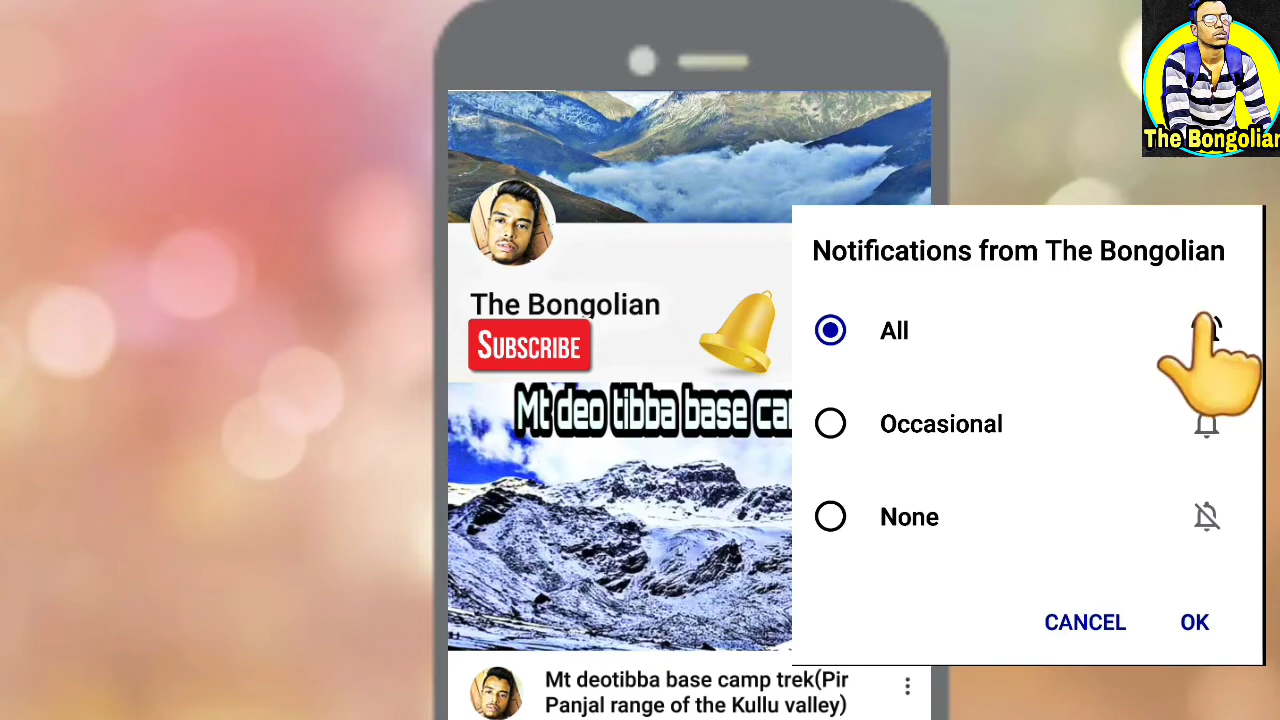 The Bongolian
Notifications from The Bongolian
The Bongolian
All
SUBSCRIBE
Mt deo tibba base
Occasional
None
CANCEL OK
Mt deotibba base camp trek(Pir
Panjal range of the Kullu valley)